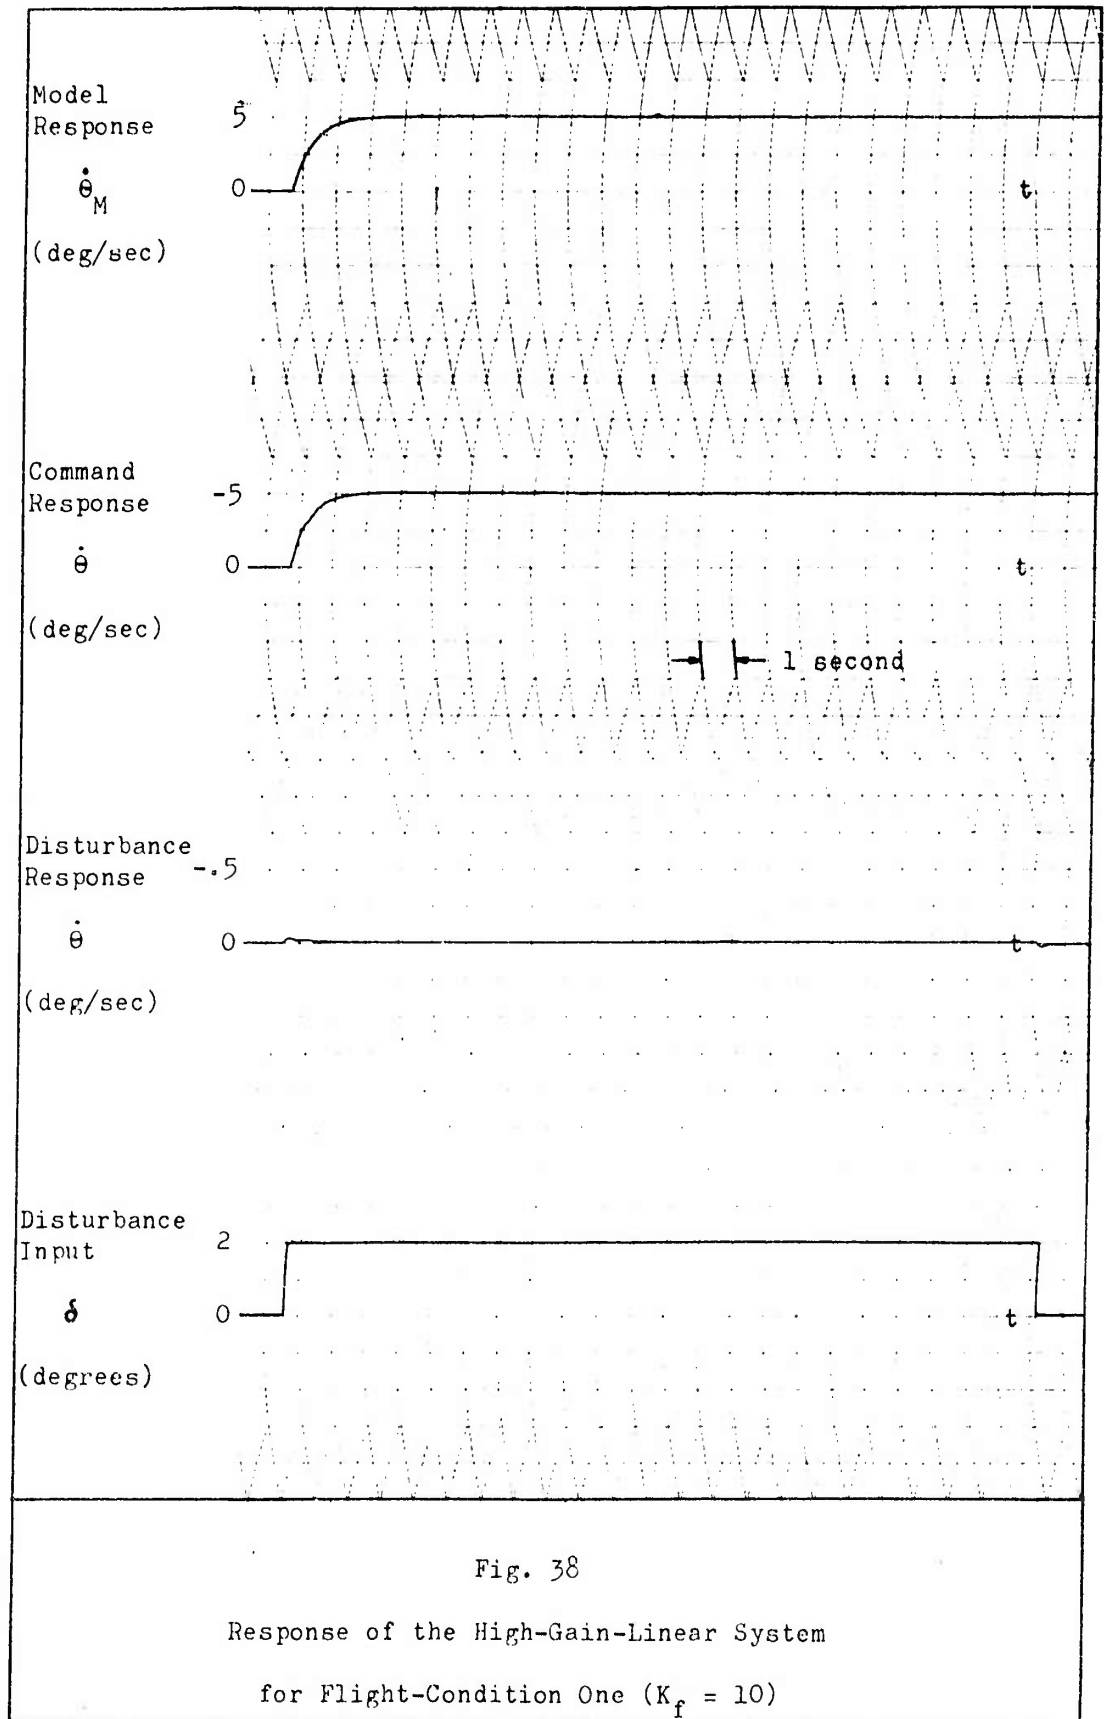 Model
Response 5
θ̇_M 0 t
(deg/sec)
Command
Response -5
θ̇ 0 t
(deg/sec)
1 second
Disturbance
Response -.5
θ̇ 0 t
(deg/sec)
Disturbance
Input 2
δ 0 t
(degrees)
Fig. 38
Response of the High-Gain-Linear System
for Flight-Condition One (K_f = 10)